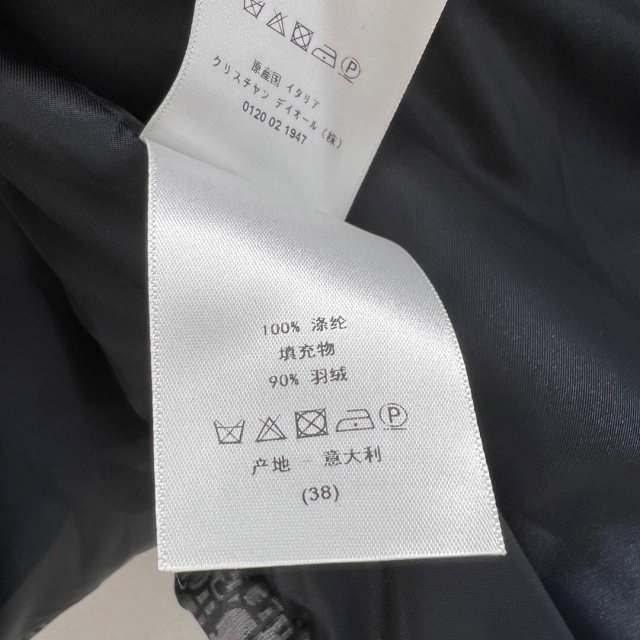 P
原産国 イタリア
クリスチャン ディオール (株)
0120 02 1947
100% 涤纶
填充物
90% 羽绒
P
产地 - 意大利
(38)